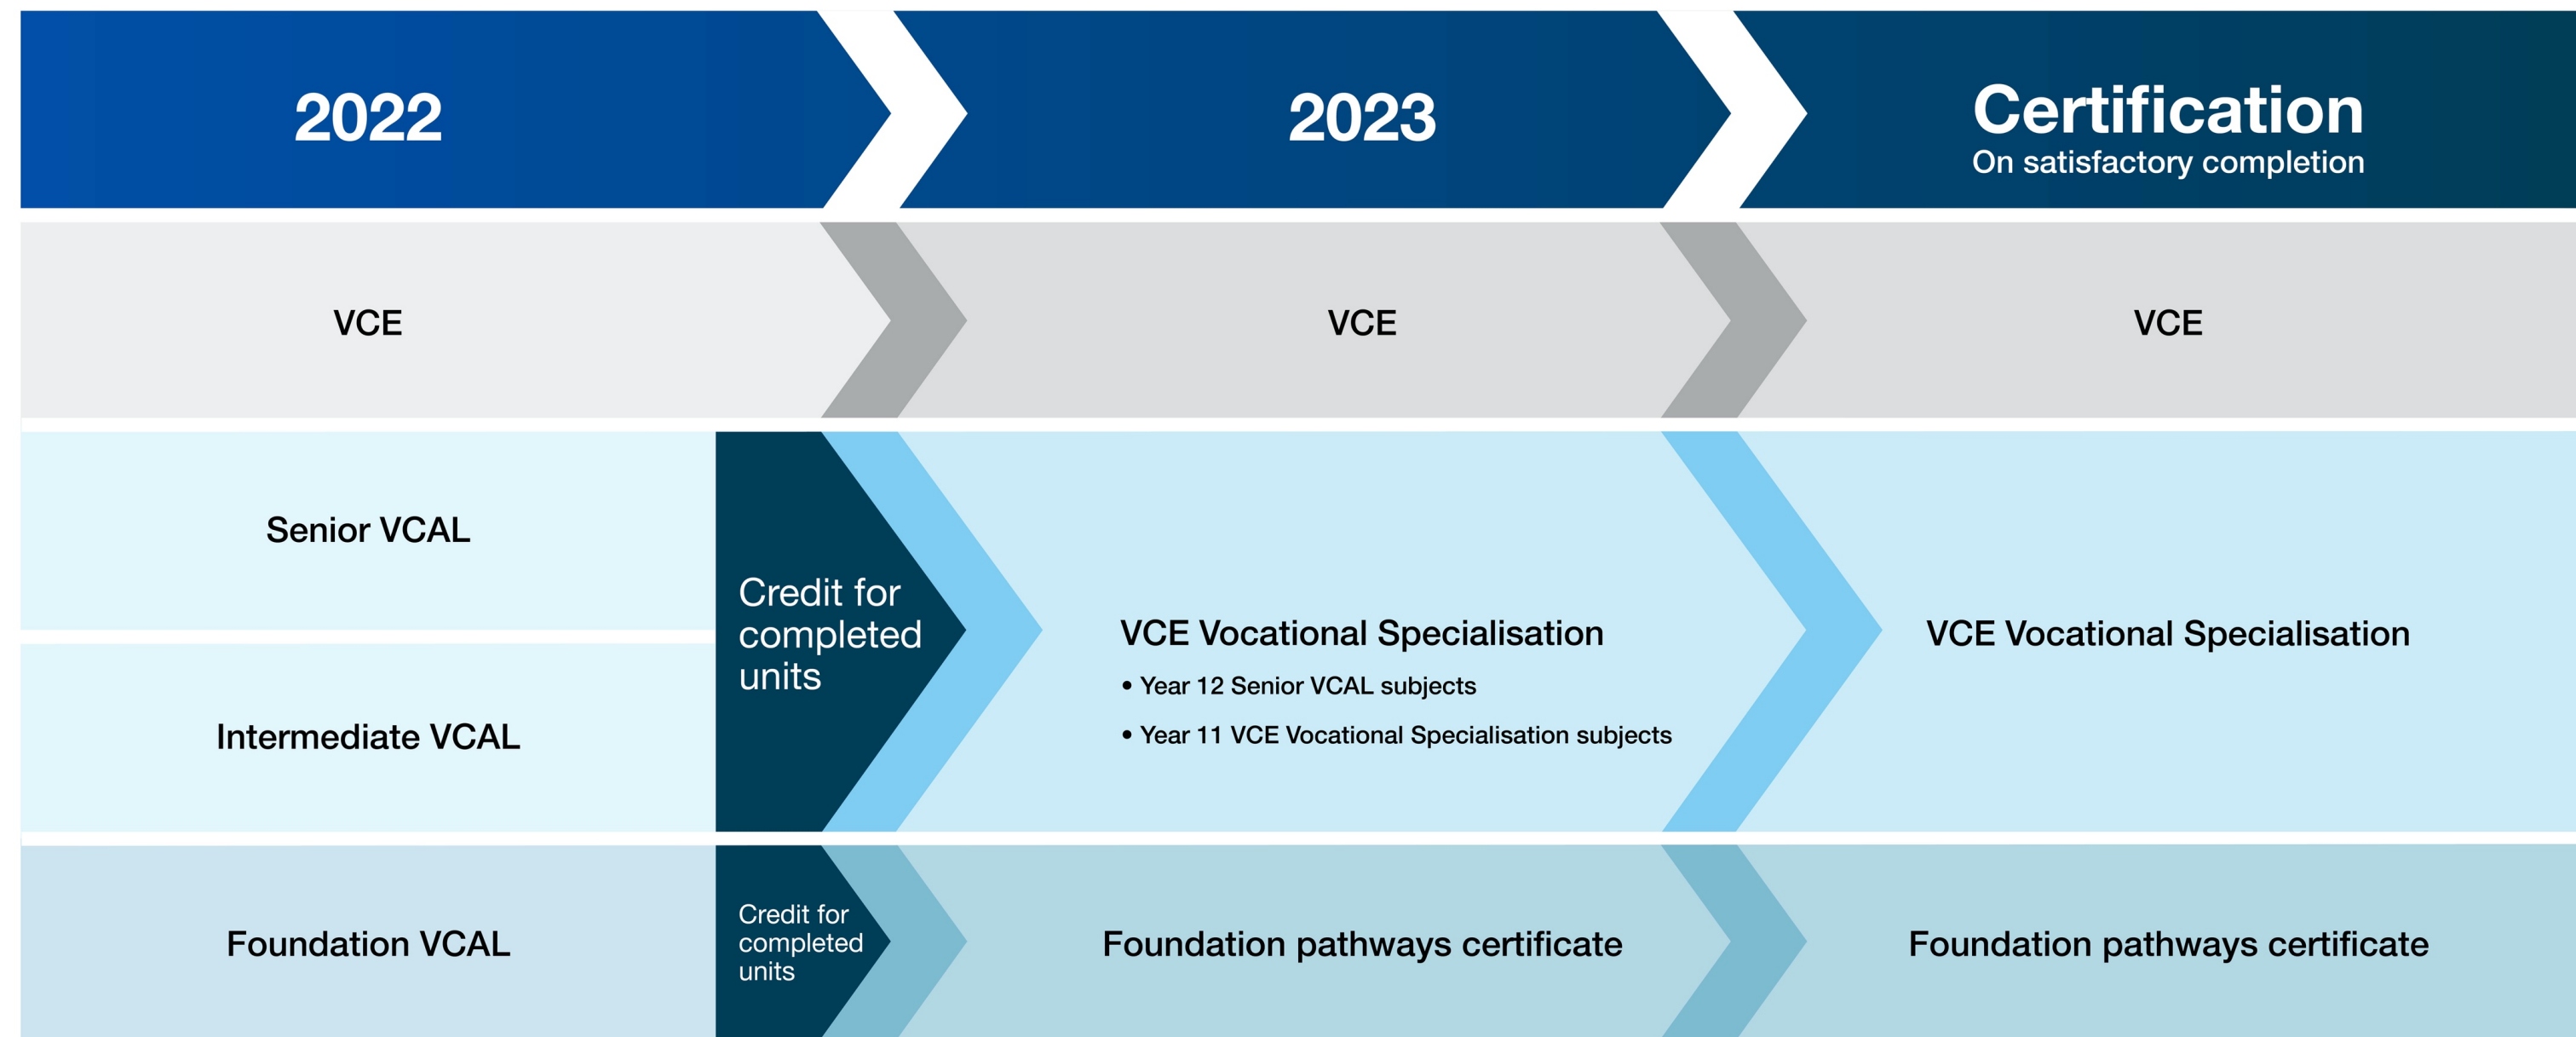 2022
2023
Certification
On satisfactory completion
VCE
VCE
VCE
Senior VCAL
Intermediate VCAL
Credit for
completed
units
VCE Vocational Specialisation
• Year 12 Senior VCAL subjects
• Year 11 VCE Vocational Specialisation subjects
VCE Vocational Specialisation
Foundation VCAL
Credit for
completed
units
Foundation pathways certificate
Foundation pathways certificate